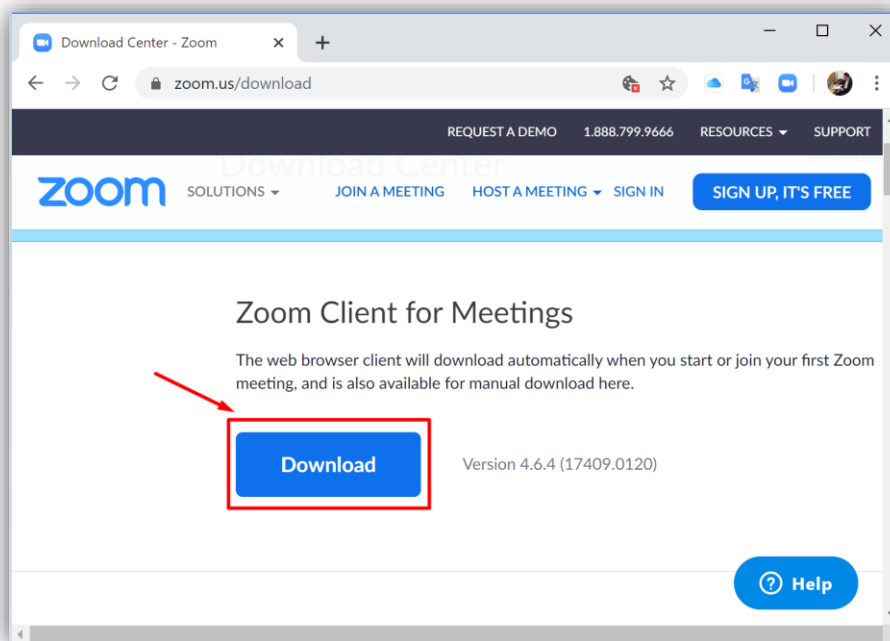 Download Center - Zoom
zoom.us/download
REQUEST A DEMO 1.888.799.9666 RESOURCES SUPPORT
Download Center
zoom SOLUTIONS JOIN A MEETING HOST A MEETING SIGN IN SIGN UP, IT'S FREE
Zoom Client for Meetings
The web browser client will download automatically when you start or join your first Zoom
meeting, and is also available for manual download here.
Download Version 4.6.4 (17409.0120)
Help